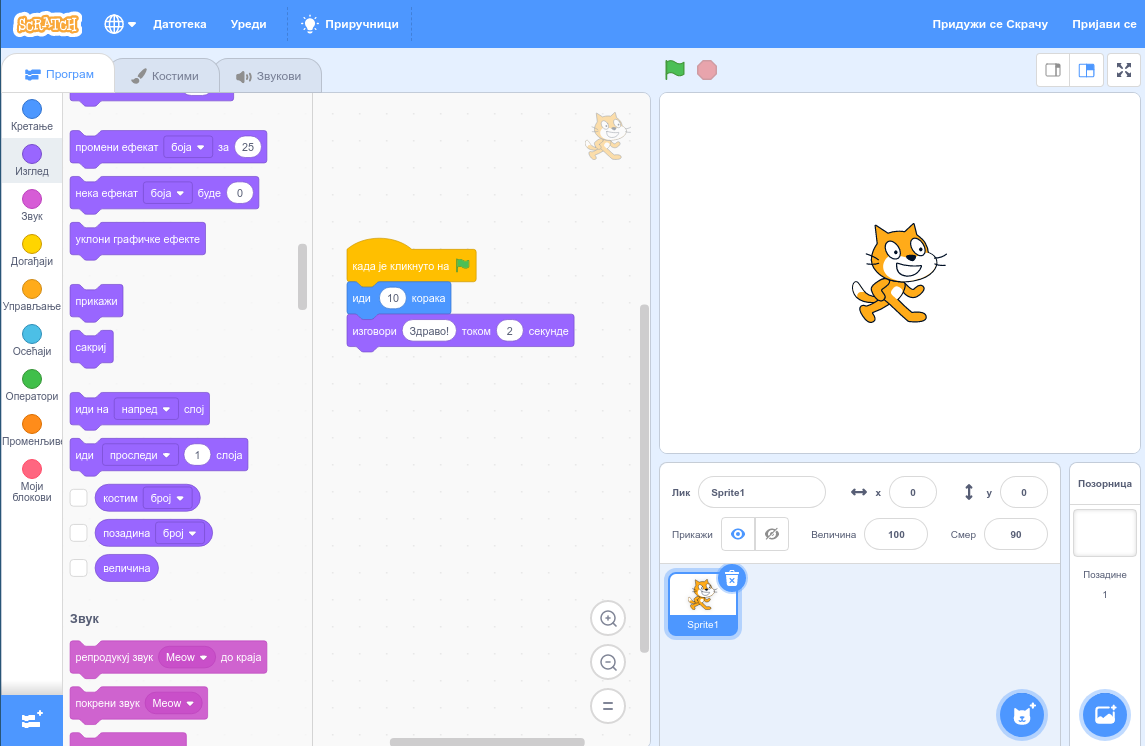 SCRATCH
Датотека Уреди Приручници Придужи се Скрачу Пријави се
Програм Костими Звукови
Кретање
Изглед
Звук
Догађаји
Управљање
Осећаји
Оператори
Променљиве
Моји
блокови
промени ефекат боја за 25
нека ефекат боја буде 0
уклони графичке ефекте
прикажи
сакриј
иди на напред слој
иди проследи 1 слоја
костим број
позадина број
величина
Звук
репродукуј звук Meow до краја
покрени звук Meow
када је кликнуто на
иди 10 корака
изговори Здраво! током 2 секунде
Лик Sprite1 x 0 y 0
Прикажи Величина 100 Смер 90
Sprite1
Позорница
Позадине
1